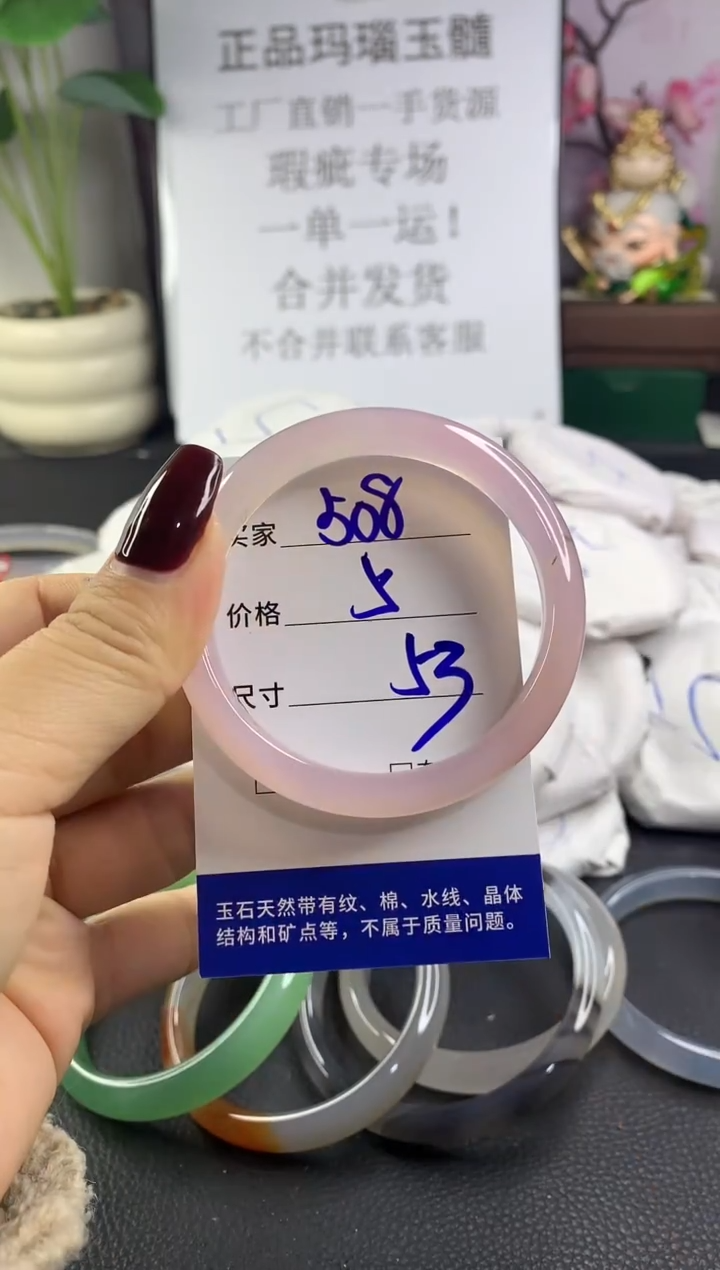 正品玛瑙玉髓
工厂直销一手货源
瑕疵专场
一单一运！
合并发货
不合并联系客服
买家 508
价格 5
尺寸 53
玉石天然带有纹、棉、水线、晶体
结构和矿点等，不属于质量问题。